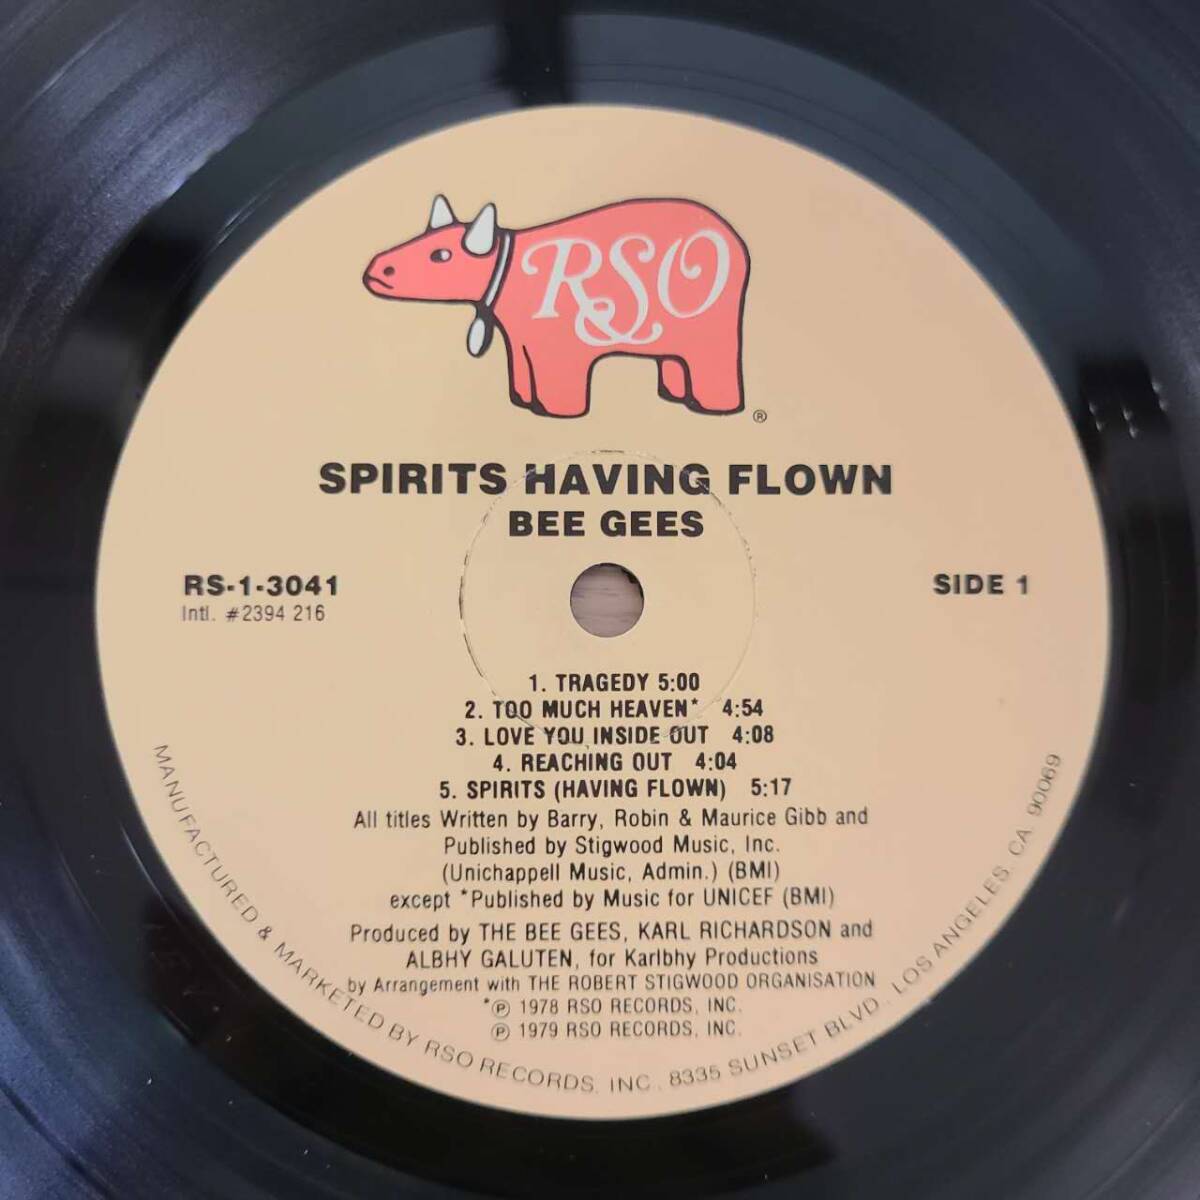 RSO
®
SPIRITS HAVING FLOWN
BEE GEES
RS-1-3041
Intl. #2394 216
SIDE 1
1. TRAGEDY 5:00
2. TOO MUCH HEAVEN* 4:54
3. LOVE YOU INSIDE OUT 4:08
4. REACHING OUT 4:04
5. SPIRITS (HAVING FLOWN) 5:17
All titles Written by Barry, Robin & Maurice Gibb and
Published by Stigwood Music, Inc.
(Unichappell Music, Admin.) (BMI)
except *Published by Music for UNICEF (BMI)
Produced by THE BEE GEES, KARL RICHARDSON and
ALBHY GALUTEN, for Karlbhy Productions
by Arrangement with THE ROBERT STIGWOOD ORGANISATION
*℗ 1978 RSO RECORDS, INC.
℗ 1979 RSO RECORDS, INC.
MANUFACTURED & MARKETED BY RSO RECORDS, INC., 8335 SUNSET BLVD., LOS ANGELES, CA. 90069